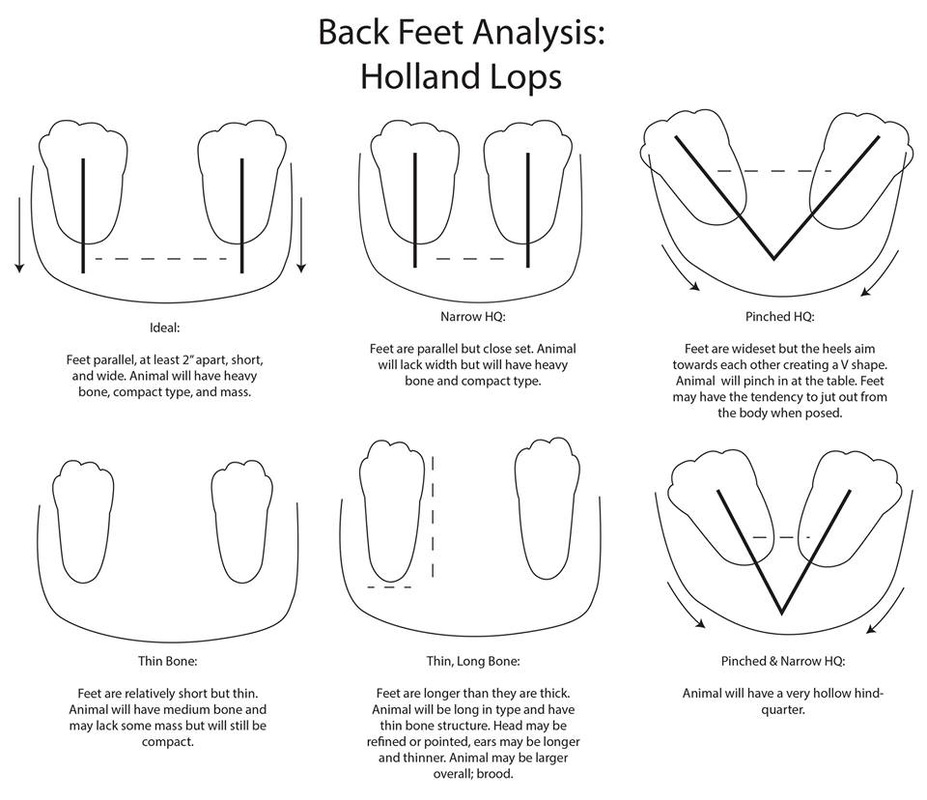 Back Feet Analysis:
Holland Lops
Ideal:
Feet parallel, at least 2" apart, short,
and wide. Animal will have heavy
bone, compact type, and mass.
Narrow HQ:
Feet are parallel but close set. Animal
will lack width but will have heavy
bone and compact type.
Pinched HQ:
Feet are wideset but the heels aim
towards each other creating a V shape.
Animal will pinch in at the table. Feet
may have the tendency to jut out from
the body when posed.
Thin Bone:
Feet are relatively short but thin.
Animal will have medium bone and
may lack some mass but will still be
compact.
Thin, Long Bone:
Feet are longer than they are thick.
Animal will be long in type and have
thin bone structure. Head may be
refined or pointed, ears may be longer
and thinner. Animal may be larger
overall; brood.
Pinched & Narrow HQ:
Animal will have a very hollow hind-
quarter.